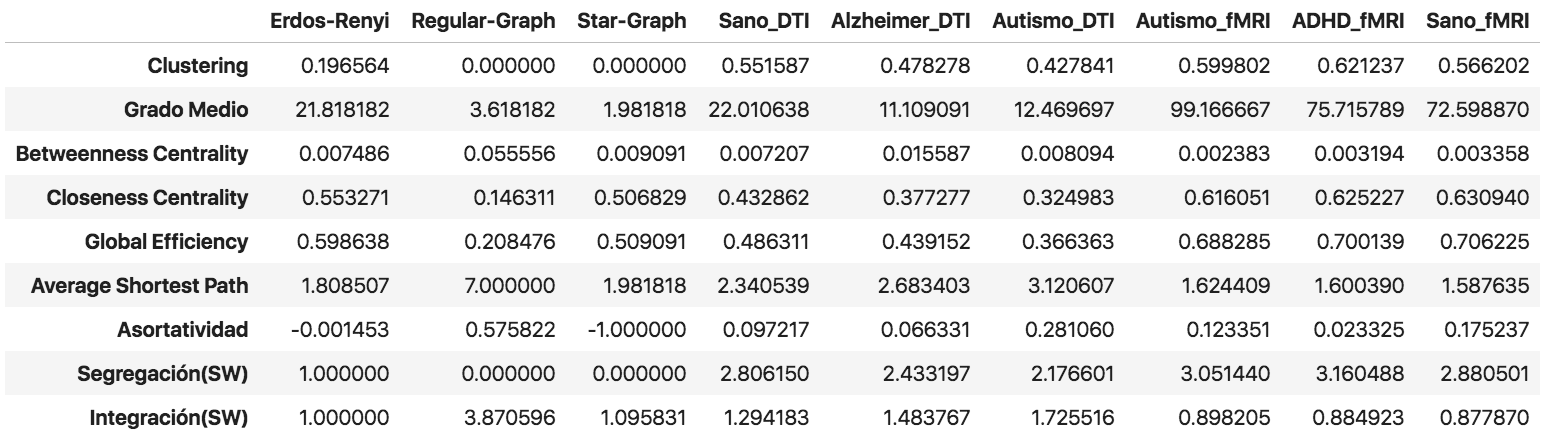 Erdos-Renyi Regular-Graph Star-Graph Sano_DTI Alzheimer_DTI Autismo_DTI Autismo_fMRI ADHD_fMRI Sano_fMRI
Clustering 0.196564 0.000000 0.000000 0.551587 0.478278 0.427841 0.599802 0.621237 0.566202
Grado Medio 21.818182 3.618182 1.981818 22.010638 11.109091 12.469697 99.166667 75.715789 72.598870
Betweenness Centrality 0.007486 0.055556 0.009091 0.007207 0.015587 0.008094 0.002383 0.003194 0.003358
Closeness Centrality 0.553271 0.146311 0.506829 0.432862 0.377277 0.324983 0.616051 0.625227 0.630940
Global Efficiency 0.598638 0.208476 0.509091 0.486311 0.439152 0.366363 0.688285 0.700139 0.706225
Average Shortest Path 1.808507 7.000000 1.981818 2.340539 2.683403 3.120607 1.624409 1.600390 1.587635
Asortatividad -0.001453 0.575822 -1.000000 0.097217 0.066331 0.281060 0.123351 0.023325 0.175237
Segregación(SW) 1.000000 0.000000 0.000000 2.806150 2.433197 2.176601 3.051440 3.160488 2.880501
Integración(SW) 1.000000 3.870596 1.095831 1.294183 1.483767 1.725516 0.898205 0.884923 0.877870